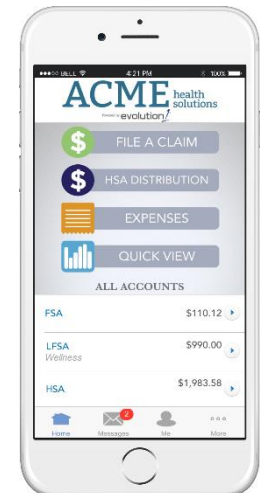 BELL 4:21 PM 100%
ACME health solutions
Powered by evolution1
FILE A CLAIM
HSA DISTRIBUTION
EXPENSES
QUICK VIEW
ALL ACCOUNTS
FSA $110.12
LFSA $990.00
Wellness
HSA $1,983.58
2
Home Messages Me More